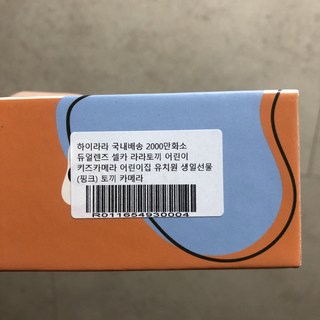 하이라라 국내배송 2000만화소
듀얼렌즈 셀카 라라토끼 어린이
키즈카메라 어린이집 유치원 생일선물
(핑크) 토끼 카메라
R011654930004